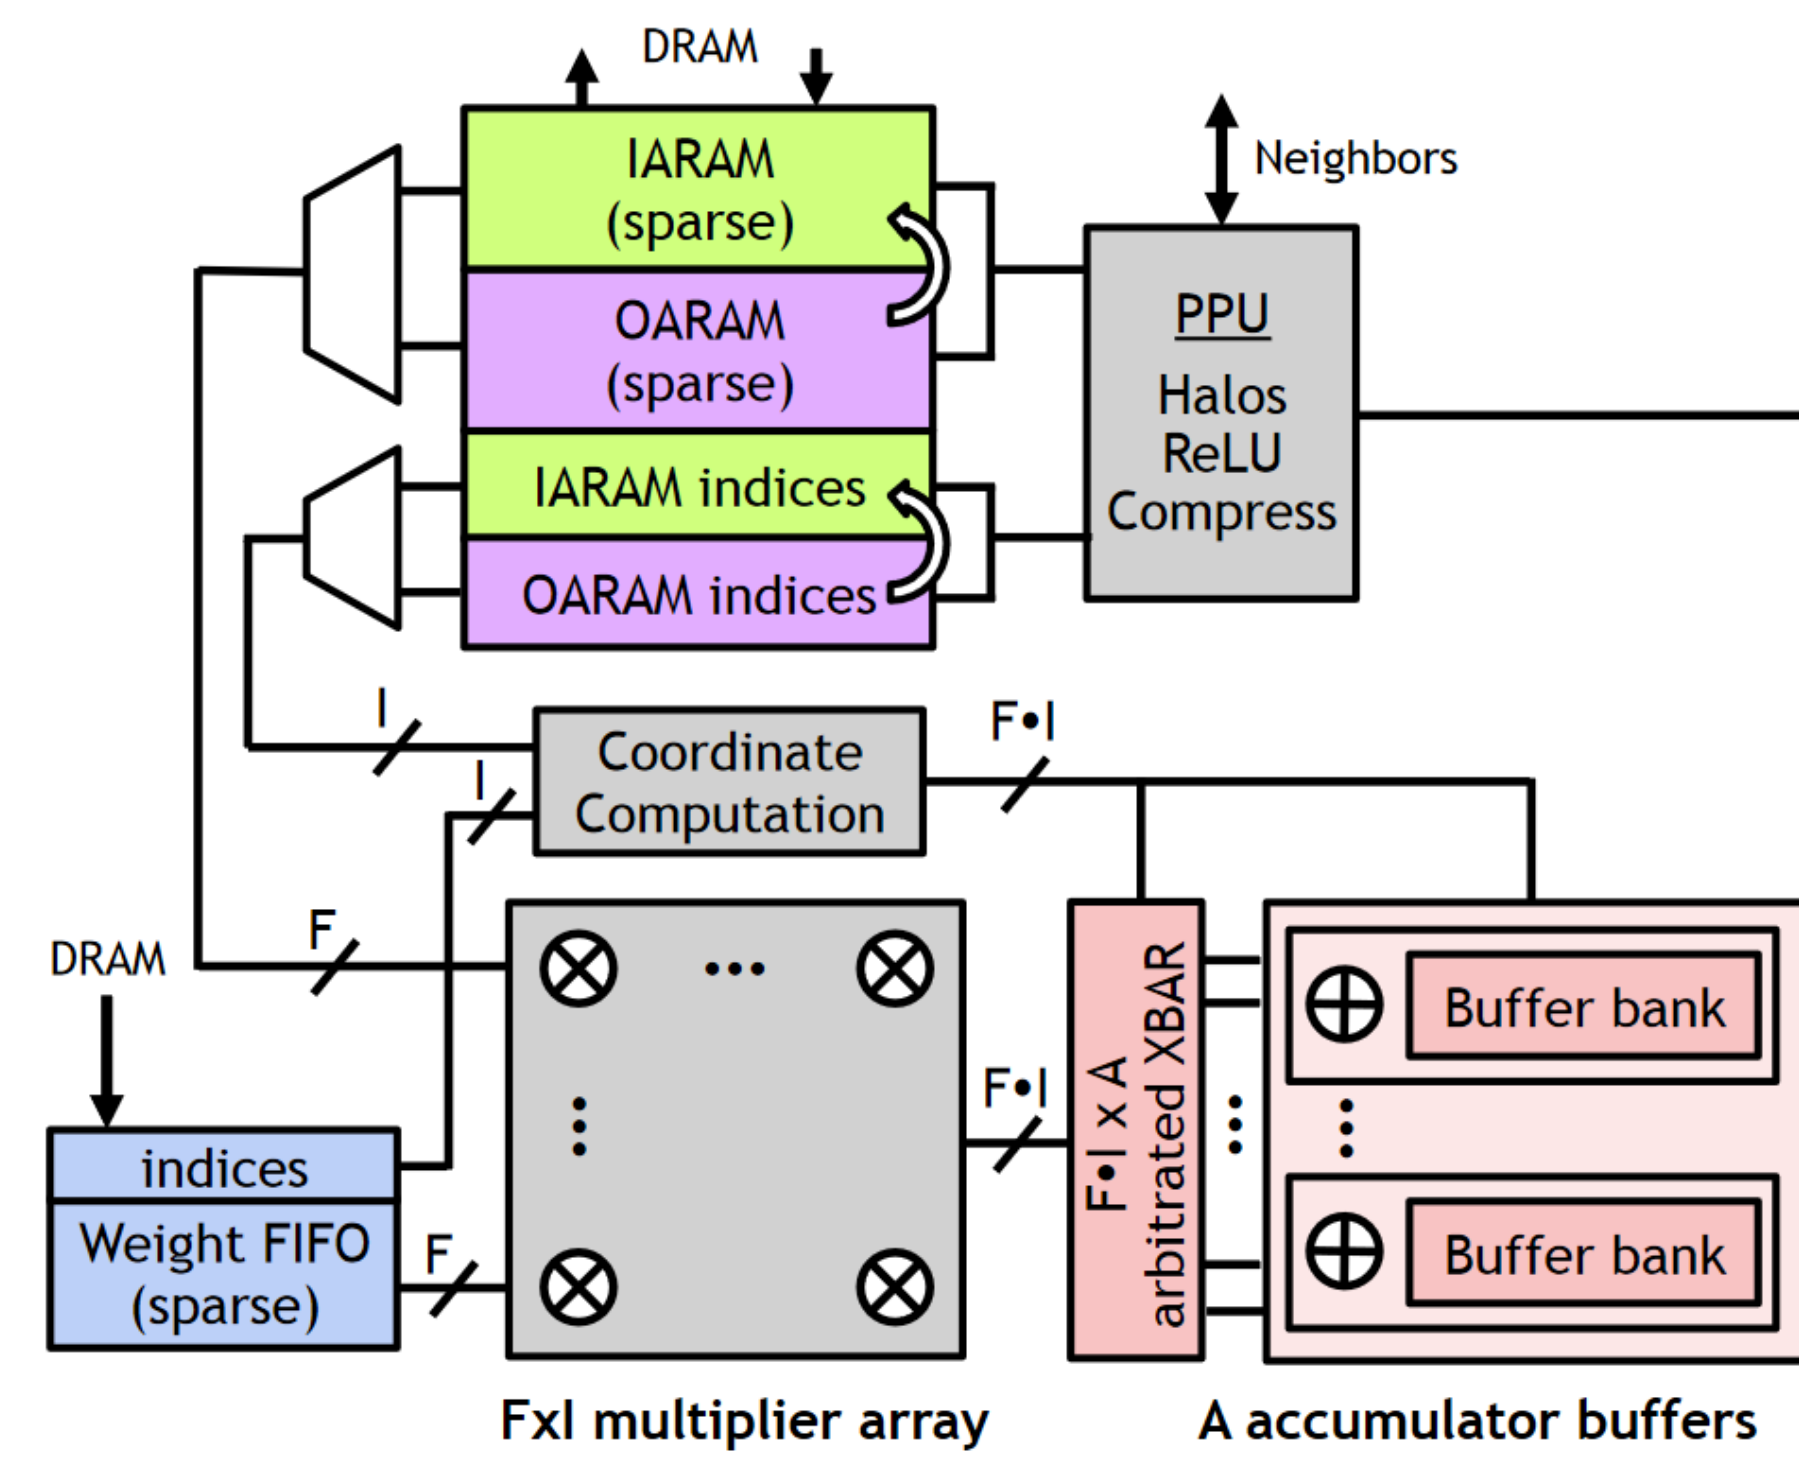 DRAM
IARAM
(sparse)
OARAM
(sparse)
IARAM indices
OARAM indices
Neighbors
PPU
Halos
ReLU
Compress
I
I
Coordinate
Computation
F•I
F
DRAM
indices
Weight FIFO
(sparse)
F
F•I
F•I x A
arbitrated XBAR
Buffer bank
Buffer bank
FxI multiplier array
A accumulator buffers